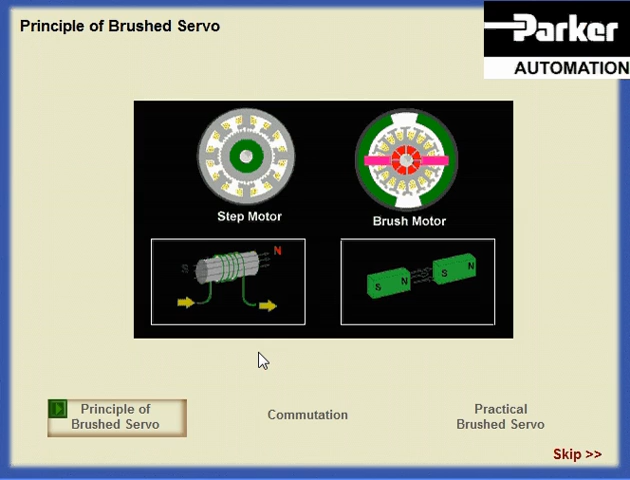 Principle of Brushed Servo
Parker
AUTOMATION
Step Motor
Brush Motor
N
S N
S N
Principle of
Brushed Servo
Commutation
Practical
Brushed Servo
Skip >>